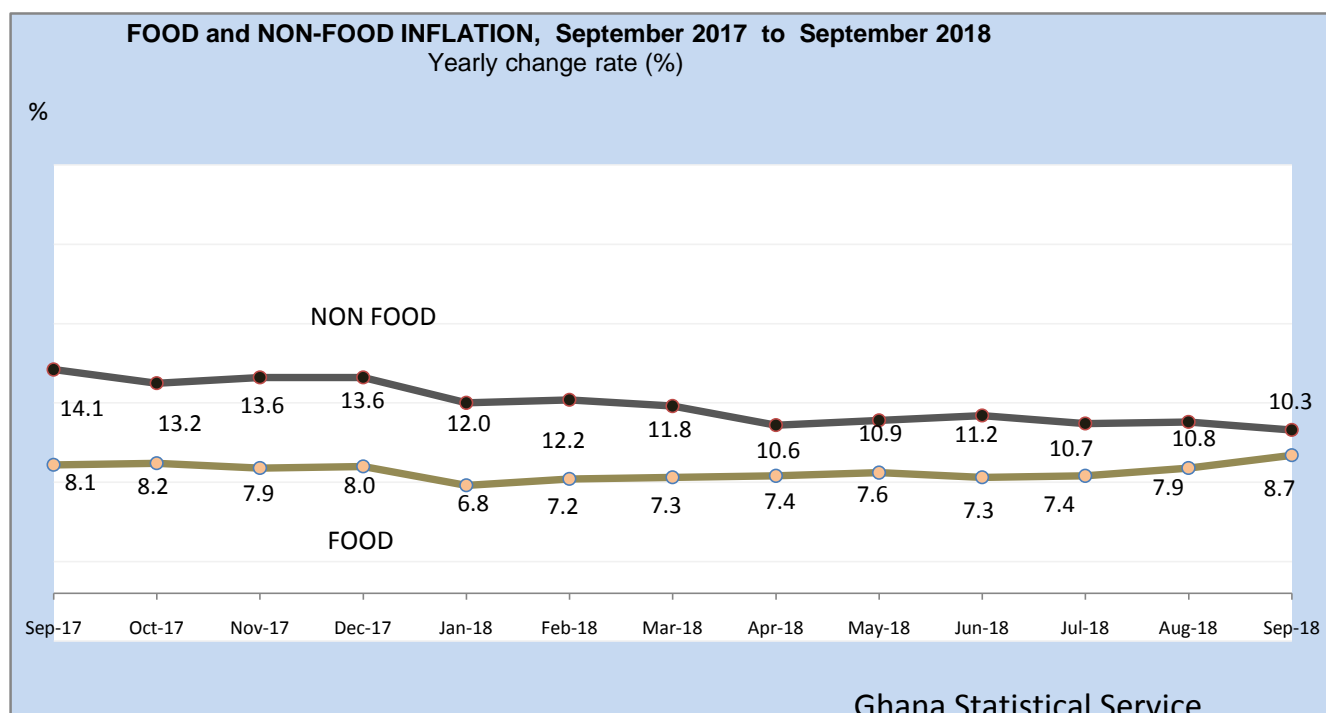 FOOD and NON-FOOD INFLATION, September 2017 to September 2018
Yearly change rate (%)
%
NON FOOD
14.1 13.2 13.6 13.6 12.0 12.2 11.8 10.6 10.9 11.2 10.7 10.8 10.3
8.1 8.2 7.9 8.0 6.8 7.2 7.3 7.4 7.6 7.3 7.4 7.9 8.7
FOOD
Sep-17 Oct-17 Nov-17 Dec-17 Jan-18 Feb-18 Mar-18 Apr-18 May-18 Jun-18 Jul-18 Aug-18 Sep-18
Ghana Statistical Service